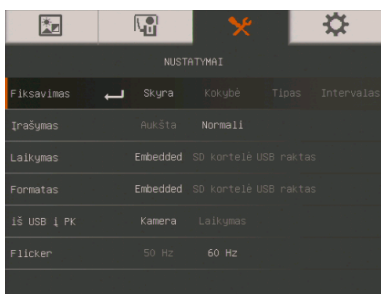 NUSTATYMAI
Fiksavimas Skyra Kokybė Tipas Intervalas
Įrašymas Aukšta Normali
Laikymas Embedded SD kortelė USB raktas
Formatas Embedded SD kortelė USB raktas
iš USB į PK Kamera Laikymas
Flicker 50 Hz 60 Hz